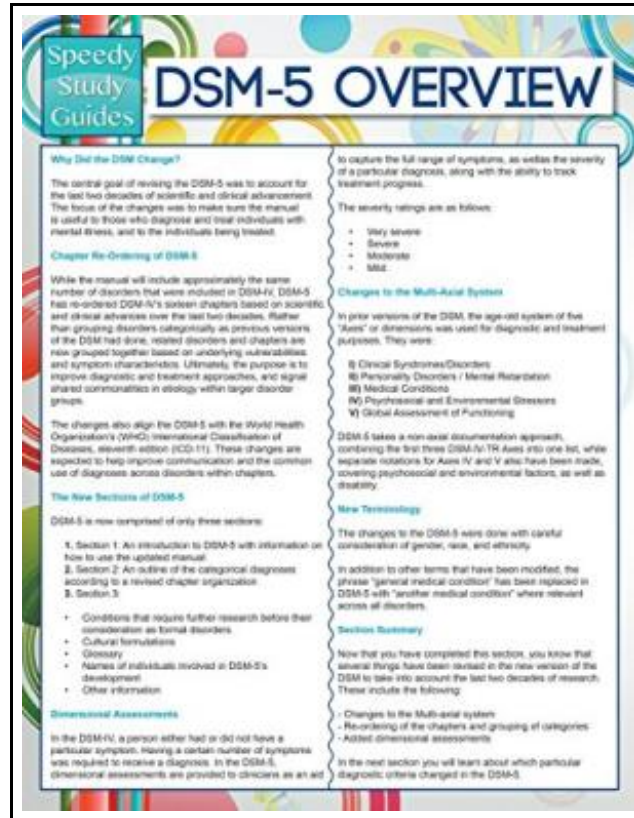 Speedy
Study
Guides
DSM-5 OVERVIEW
Why Did the DSM Change?
The central goal of revising the DSM-5 was to account for
the last two decades of scientific and clinical advancement.
The focus of the changes was to make sure the manual
is useful to those who diagnose and treat individuals with
mental illness, and to the individuals being treated.
Chapter Re-Ordering of DSM-5
While the manual will include approximately the same
number of disorders that were included in DSM-IV, DSM-5
has re-ordered DSM-IV's sixteen chapters based on scientific
and clinical advances over the last two decades. Rather
than grouping disorders categorically as previous versions
of the DSM had done, related disorders and chapters are
now grouped together based on underlying vulnerabilities
and symptom characteristics. Ultimately, the purpose is to
improve diagnostic and treatment approaches, and signal
shared commonalities in etiology within larger disorder
groups.
The changes also align the DSM-5 with the World Health
Organization's (WHO) International Classification of
Diseases, eleventh edition (ICD-11). These changes are
expected to help improve communication and the common
use of diagnoses across disorders within chapters.
The New Sections of DSM-5
DSM-5 is now comprised of only three sections:
1. Section 1: An introduction to DSM-5 with information on
how to use the updated manual
2. Section 2: An outline of the categorical diagnoses
according to a revised chapter organization
3. Section 3:
• Conditions that require further research before their
consideration as formal disorders
• Cultural formulations
• Glossary
• Names of individuals involved in DSM-5's
development
• Other information
Dimensional Assessments
In the DSM-IV, a person either had or did not have a
particular symptom. Having a certain number of symptoms
was required to receive a diagnosis. In the DSM-5,
dimensional assessments are provided to clinicians as an aid
to capture the full range of symptoms, as wellas the severity
of a particular diagnosis, along with the ability to track
treatment progress.
The severity ratings are as follows:
• Very severe
• Severe
• Moderate
• Mild
Changes to the Multi-Axial System
In prior versions of the DSM, the age-old system of five
"Axes" or dimensions was used for diagnostic and treatment
purposes. They were:
I) Clinical Syndromes/Disorders
II) Personality Disorders / Mental Retardation
III) Medical Conditions
IV) Psychosocial and Environmental Stressors
V) Global Assessment of Functioning
DSM-5 takes a non-axial documentation approach,
combining the first three DSM-IV-TR Axes into one list, while
separate notations for Axes IV and V also have been made,
covering psychosocial and environmental factors, as well as
disability.
New Terminology
The changes to the DSM-5 were done with careful
consideration of gender, race, and ethnicity.
In addition to other terms that have been modified, the
phrase "general medical condition" has been replaced in
DSM-5 with "another medical condition" where relevant
across all disorders.
Section Summary
Now that you have completed this section, you know that
several things have been revised in the new version of the
DSM to take into account the last two decades of research.
These include the following:
- Changes to the Multi-axial system
- Re-ordering of the chapters and grouping of categories
- Added dimensional assessments
In the next section you will learn about which particular
diagnostic criteria changed in the DSM-5.